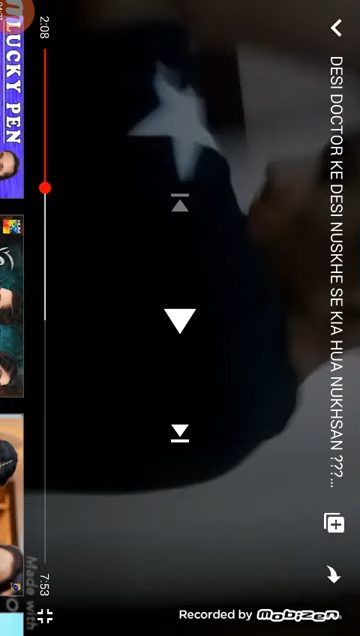 DESI DOCTOR KE DESI NUSKHE SE KIA HUA NUKHSAN ???...
2:08
7:53
LUCKY PEN
Made with
Recorded by mobizen